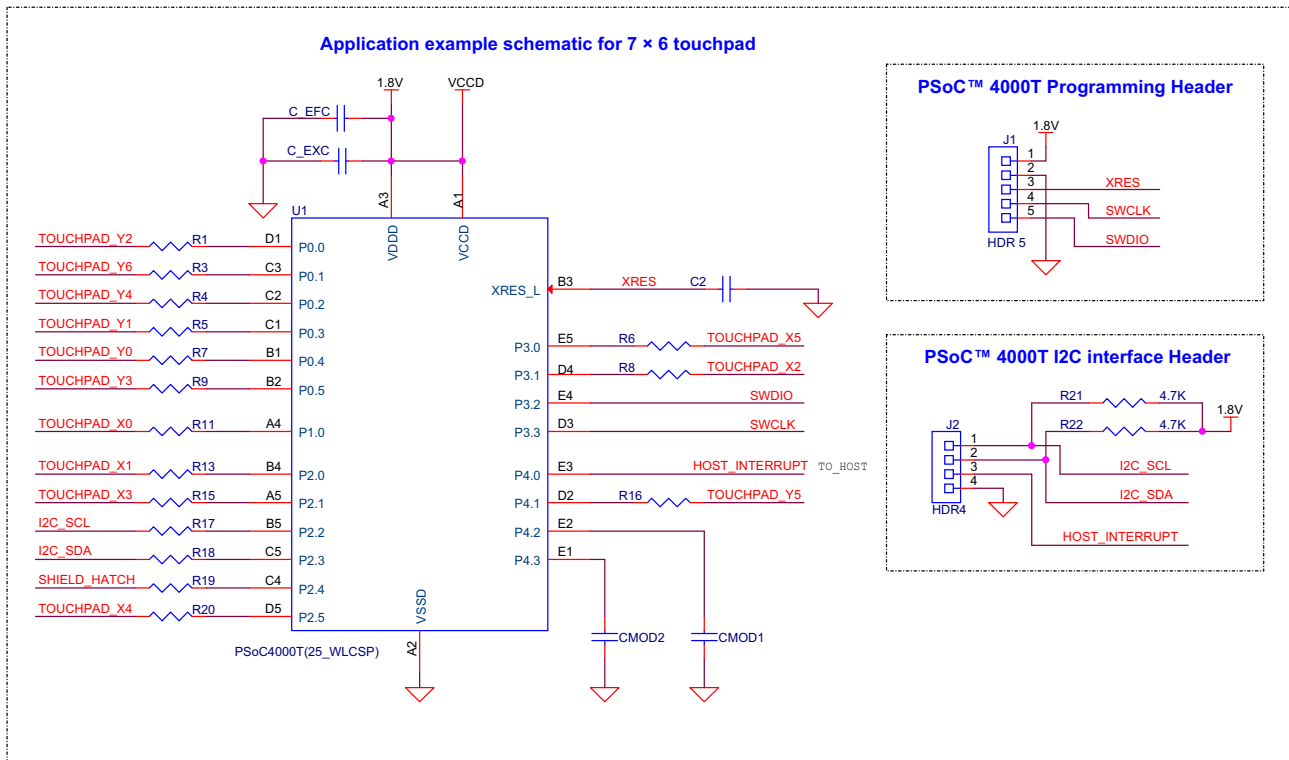 Application example schematic for 7 × 6 touchpad
1.8V
VCCD
C_EFC
C_EXC
A3
A1
U1
VDDD
VCCD
TOUCHPAD_Y2 R1 D1 P0.0
TOUCHPAD_Y6 R3 C3 P0.1
TOUCHPAD_Y4 R4 C2 P0.2
TOUCHPAD_Y1 R5 C1 P0.3
TOUCHPAD_Y0 R7 B1 P0.4
TOUCHPAD_Y3 R9 B2 P0.5
TOUCHPAD_X0 R11 A4 P1.0
TOUCHPAD_X1 R13 B4 P2.0
TOUCHPAD_X3 R15 A5 P2.1
I2C_SCL R17 B5 P2.2
I2C_SDA R18 C5 P2.3
SHIELD_HATCH R19 C4 P2.4
TOUCHPAD_X4 R20 D5 P2.5
XRES_L B3 XRES C2
P3.0 E5 R6 TOUCHPAD_X5
P3.1 D4 R8 TOUCHPAD_X2
P3.2 E4 SWDIO
P3.3 D3 SWCLK
P4.0 E3 HOST_INTERRUPT TO_HOST
P4.1 D2 R16 TOUCHPAD_Y5
P4.2 E2
P4.3 E1
VSSD
A2
CMOD2
CMOD1
PSoC4000T(25_WLCSP)
PSoC™ 4000T Programming Header
1.8V
J1
1
2
3 XRES
4 SWCLK
5 SWDIO
HDR 5
PSoC™ 4000T I2C interface Header
R21 4.7K
R22 4.7K
1.8V
J2
1
2
3
4
I2C_SCL
I2C_SDA
HDR4
HOST_INTERRUPT